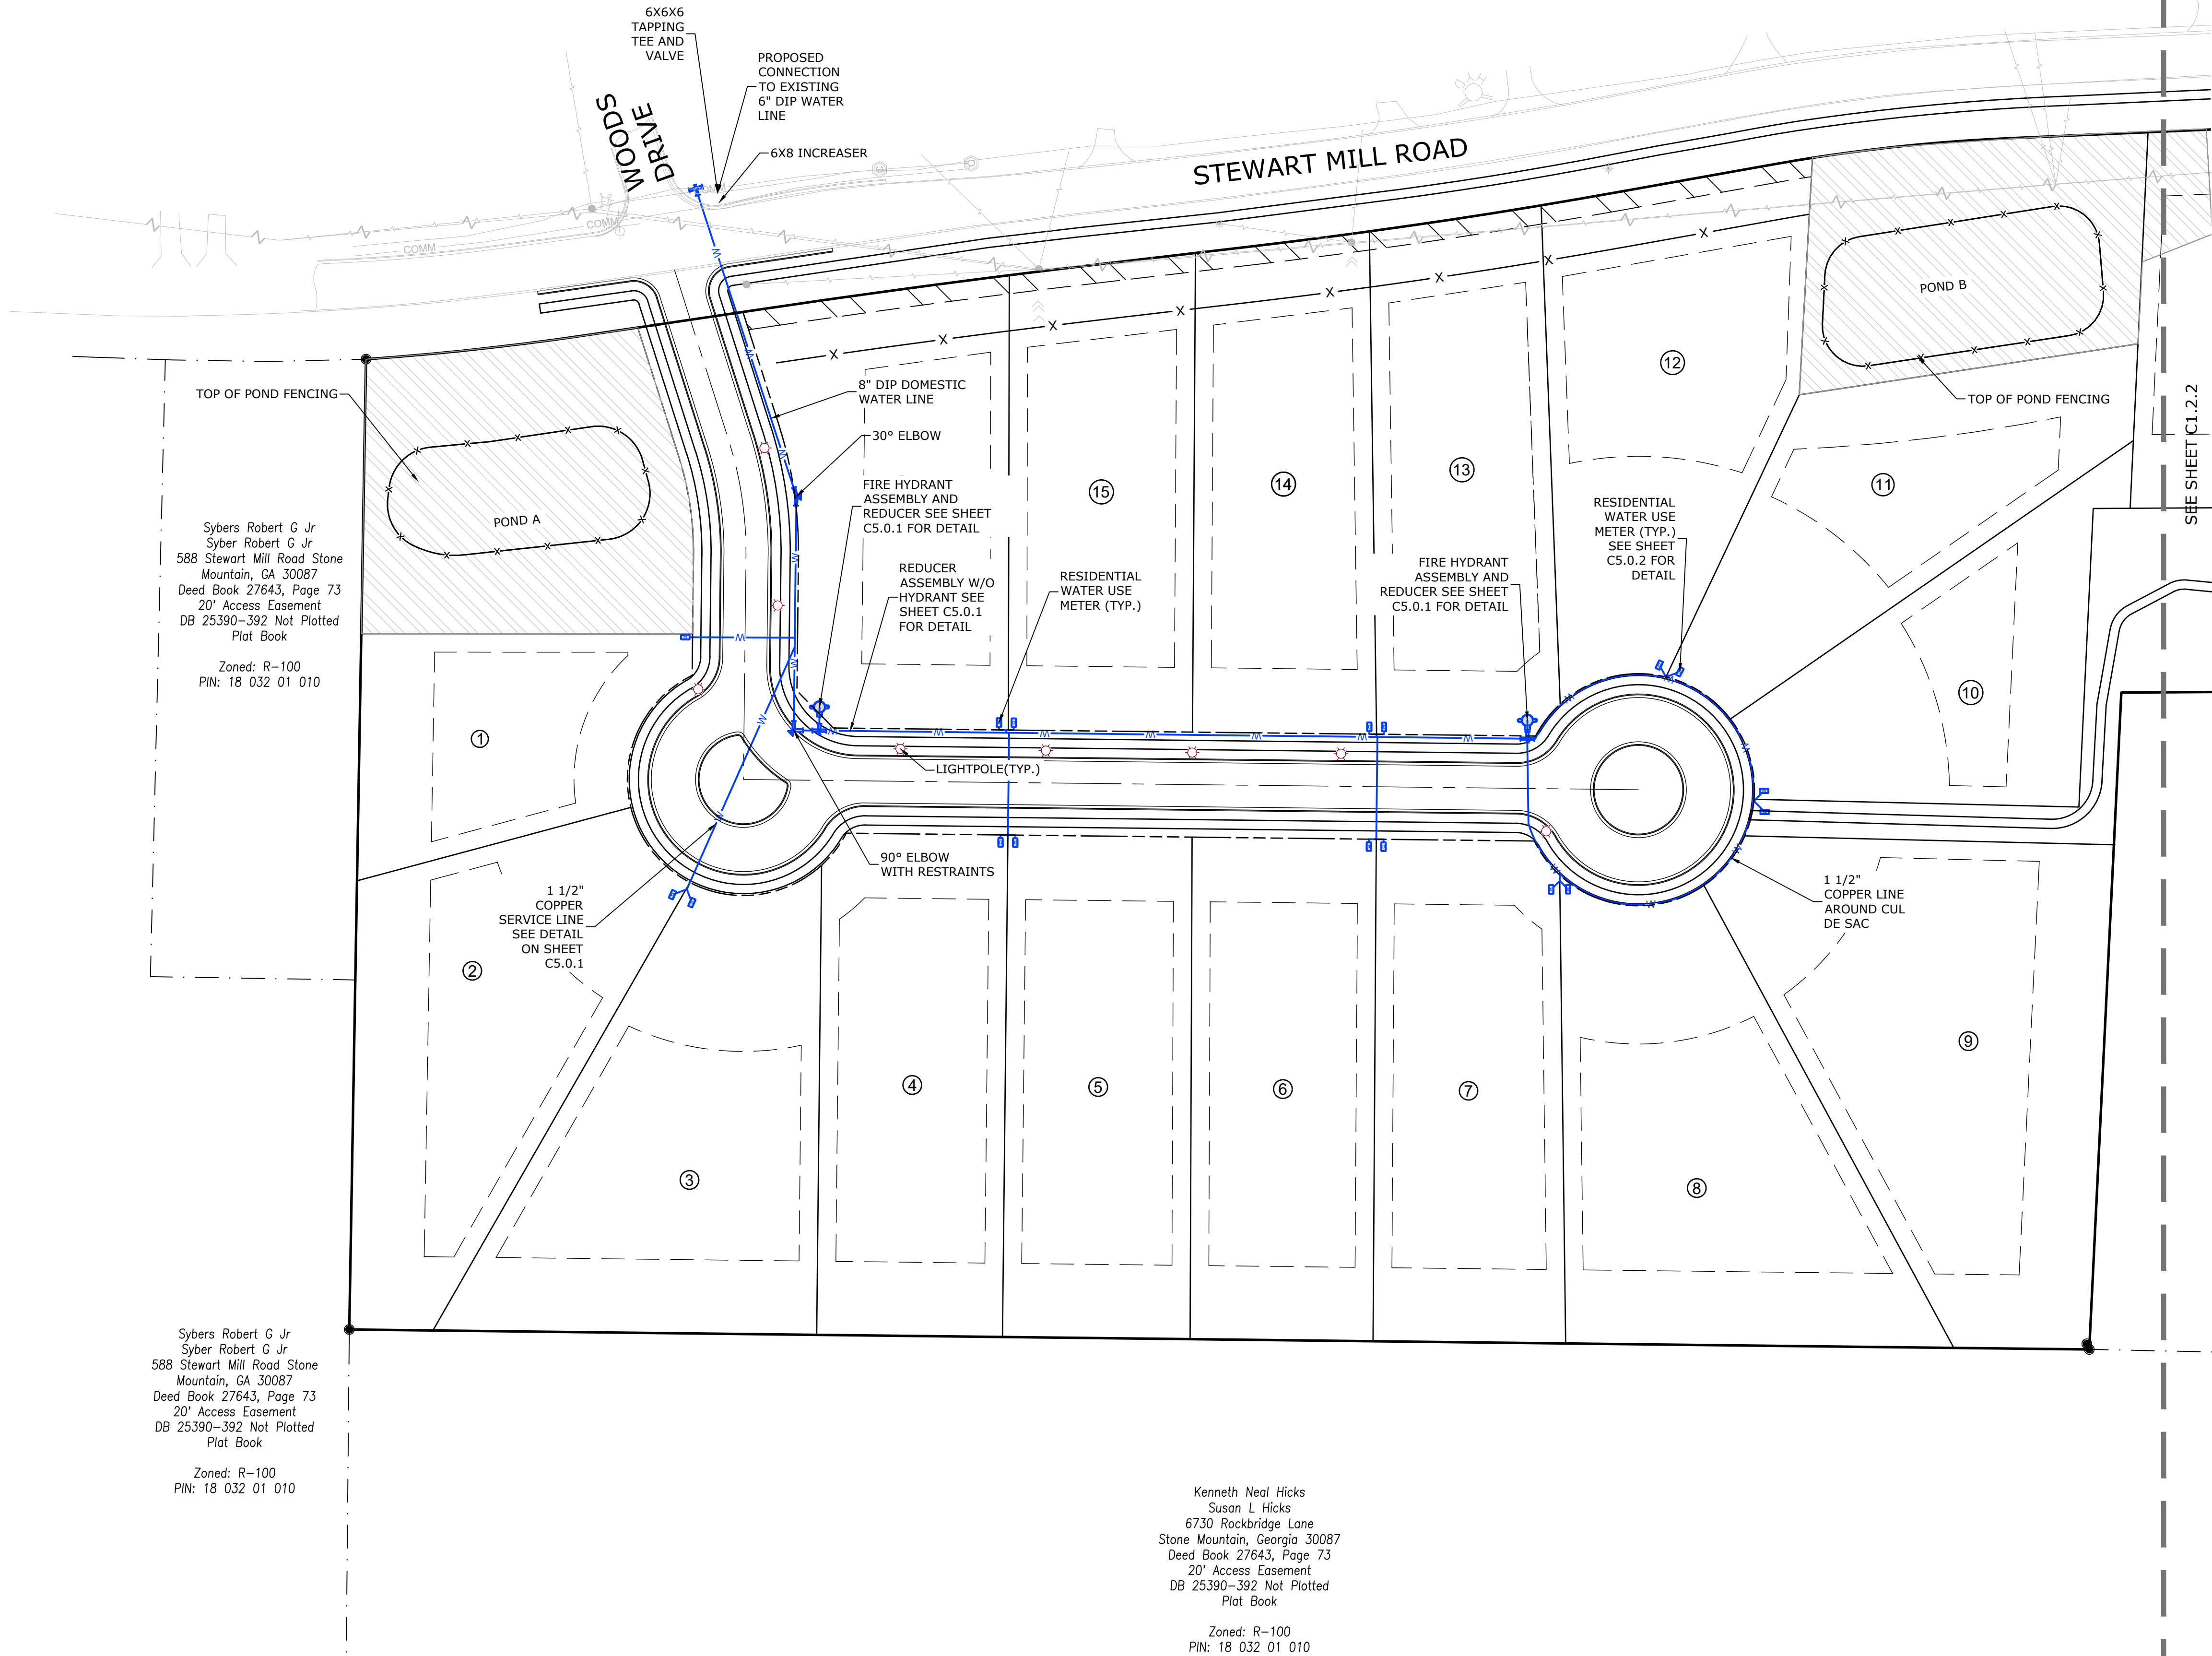 6X6X6
TAPPING
TEE AND
VALVE
PROPOSED
CONNECTION
TO EXISTING
6" DIP WATER
LINE
6X8 INCREASER
WOODS
DRIVE
STEWART MILL ROAD
COMM
COMM
COMM
POND B
TOP OF POND FENCING
SEE SHEET C1.2.2
TOP OF POND FENCING
POND A
8" DIP DOMESTIC
WATER LINE
30° ELBOW
FIRE HYDRANT
ASSEMBLY AND
REDUCER SEE SHEET
C5.0.1 FOR DETAIL
REDUCER
ASSEMBLY W/O
HYDRANT SEE
SHEET C5.0.1
FOR DETAIL
RESIDENTIAL
WATER USE
METER (TYP.)
FIRE HYDRANT
ASSEMBLY AND
REDUCER SEE SHEET
C5.0.1 FOR DETAIL
RESIDENTIAL
WATER USE
METER (TYP.)
SEE SHEET
C5.0.2 FOR
DETAIL
15
14
13
12
11
10
Sybers Robert G Jr
Syber Robert G Jr
588 Stewart Mill Road Stone
Mountain, GA 30087
Deed Book 27643, Page 73
20' Access Easement
DB 25390-392 Not Plotted
Plat Book
Zoned: R-100
PIN: 18 032 01 010
LIGHTPOLE(TYP.)
90° ELBOW
WITH RESTRAINTS
1 1/2"
COPPER
SERVICE LINE
SEE DETAIL
ON SHEET
C5.0.1
1 1/2"
COPPER LINE
AROUND CUL
DE SAC
1
2
3
4
5
6
7
8
9
Sybers Robert G Jr
Syber Robert G Jr
588 Stewart Mill Road Stone
Mountain, GA 30087
Deed Book 27643, Page 73
20' Access Easement
DB 25390-392 Not Plotted
Plat Book
Zoned: R-100
PIN: 18 032 01 010
Kenneth Neal Hicks
Susan L Hicks
6730 Rockbridge Lane
Stone Mountain, Georgia 30087
Deed Book 27643, Page 73
20' Access Easement
DB 25390-392 Not Plotted
Plat Book
Zoned: R-100
PIN: 18 032 01 010